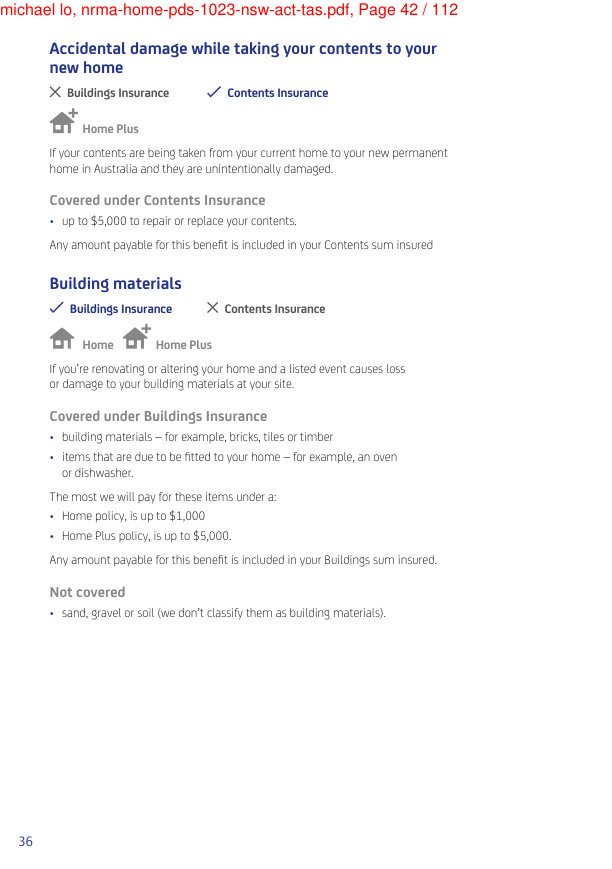 michael lo, nrma-home-pds-1023-nsw-act-tas.pdf, Page 42 / 112
Accidental damage while taking your contents to your
new home
Buildings Insurance Contents Insurance
Home Plus
If your contents are being taken from your current home to your new permanent
home in Australia and they are unintentionally damaged.
Covered under Contents Insurance
• up to $5,000 to repair or replace your contents.
Any amount payable for this benefit is included in your Contents sum insured
Building materials
Buildings Insurance Contents Insurance
Home Home Plus
If you're renovating or altering your home and a listed event causes loss
or damage to your building materials at your site.
Covered under Buildings Insurance
• building materials – for example, bricks, tiles or timber
• items that are due to be fitted to your home – for example, an oven
or dishwasher.
The most we will pay for these items under a:
• Home policy, is up to $1,000
• Home Plus policy, is up to $5,000.
Any amount payable for this benefit is included in your Buildings sum insured.
Not covered
• sand, gravel or soil (we don't classify them as building materials).
36